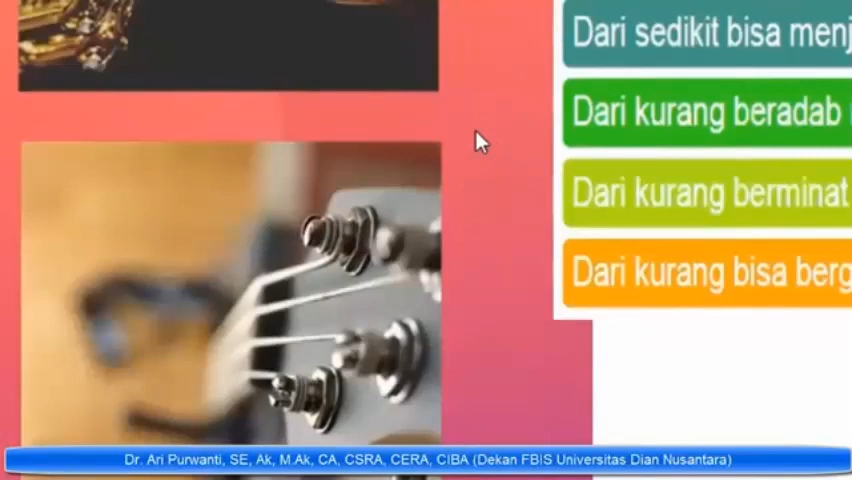 Dari sedikit bisa menj
Dari kurang beradab
Dari kurang berminat
Dari kurang bisa berg
Dr. Ari Purwanti, SE, Ak, M.Ak, CA, CSRA, CERA, CIBA (Dekan FBIS Universitas Dian Nusantara)